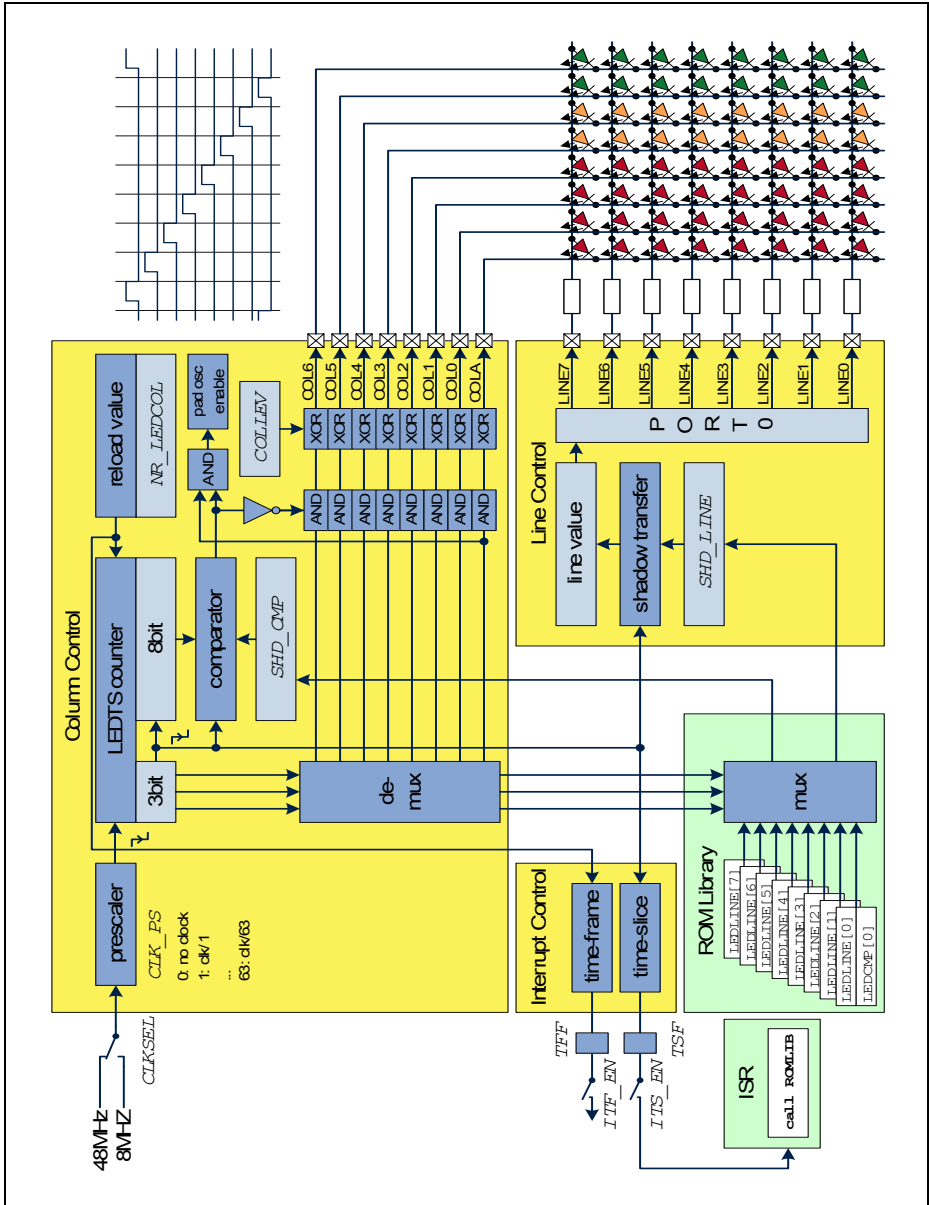 48MHz
8MHZ
CLKSEL
Column Control
prescaler
CLK_PS
0: no clock
1: clk/1
...
63: clk/63
LEDTS counter
3bit
8bit
reload value
NR_LEDCOL
comparator
SHD_CMP
AND
pad osc
enable
COLLEV
de-
mux
AND
AND
AND
AND
AND
AND
AND
AND
XOR
XOR
XOR
XOR
XOR
XOR
XOR
XOR
COL6
COL5
COL4
COL3
COL2
COL1
COL0
COLA
Interrupt Control
time-frame
time-slice
TFF
ITF_EN
TSF
ITS_EN
Line Control
line value
shadow transfer
SHD_LINE
PORT0
LINE7
LINE6
LINE5
LINE4
LINE3
LINE2
LINE1
LINE0
ROM Library
mux
LEDLINE[7]
LEDLINE[6]
LEDLINE[5]
LEDLINE[4]
LEDLINE[3]
LEDLINE[2]
LEDLINE[1]
LEDLINE[0]
LEDCMP[0]
ISR
call ROMLIB